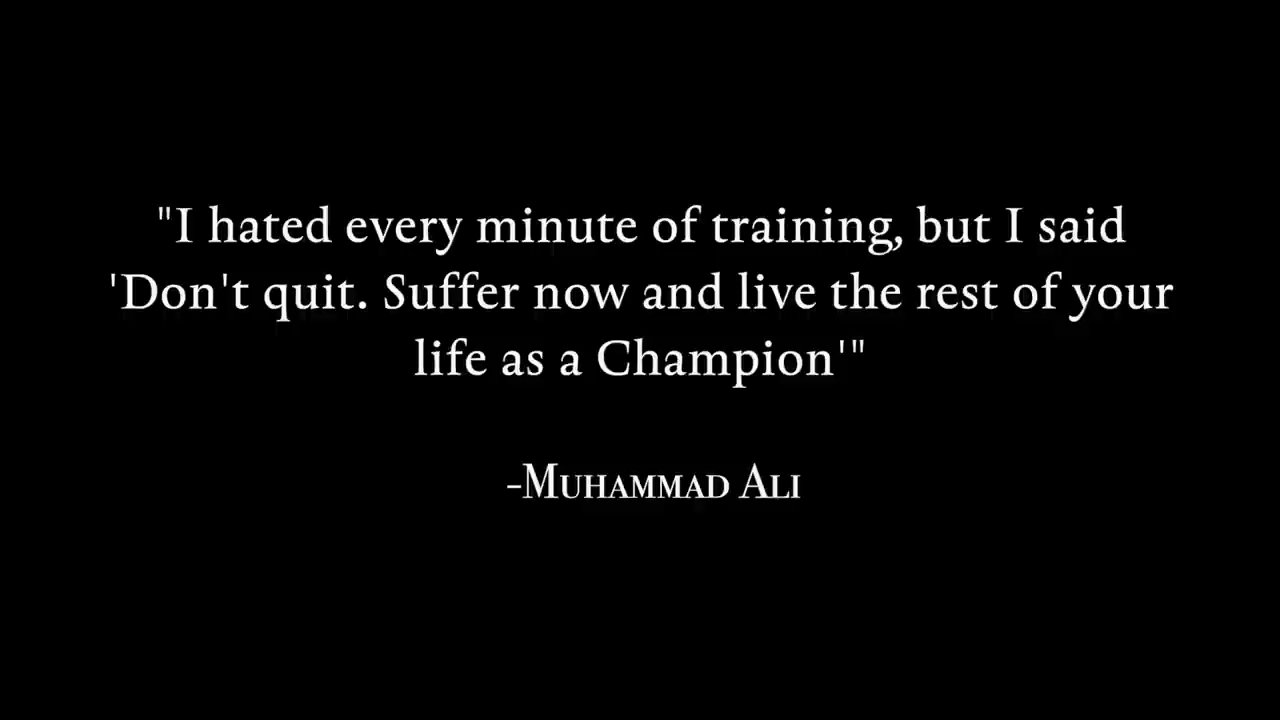 "I hated every minute of training, but I said
'Don't quit. Suffer now and live the rest of your
life as a Champion'"
-Muhammad Ali